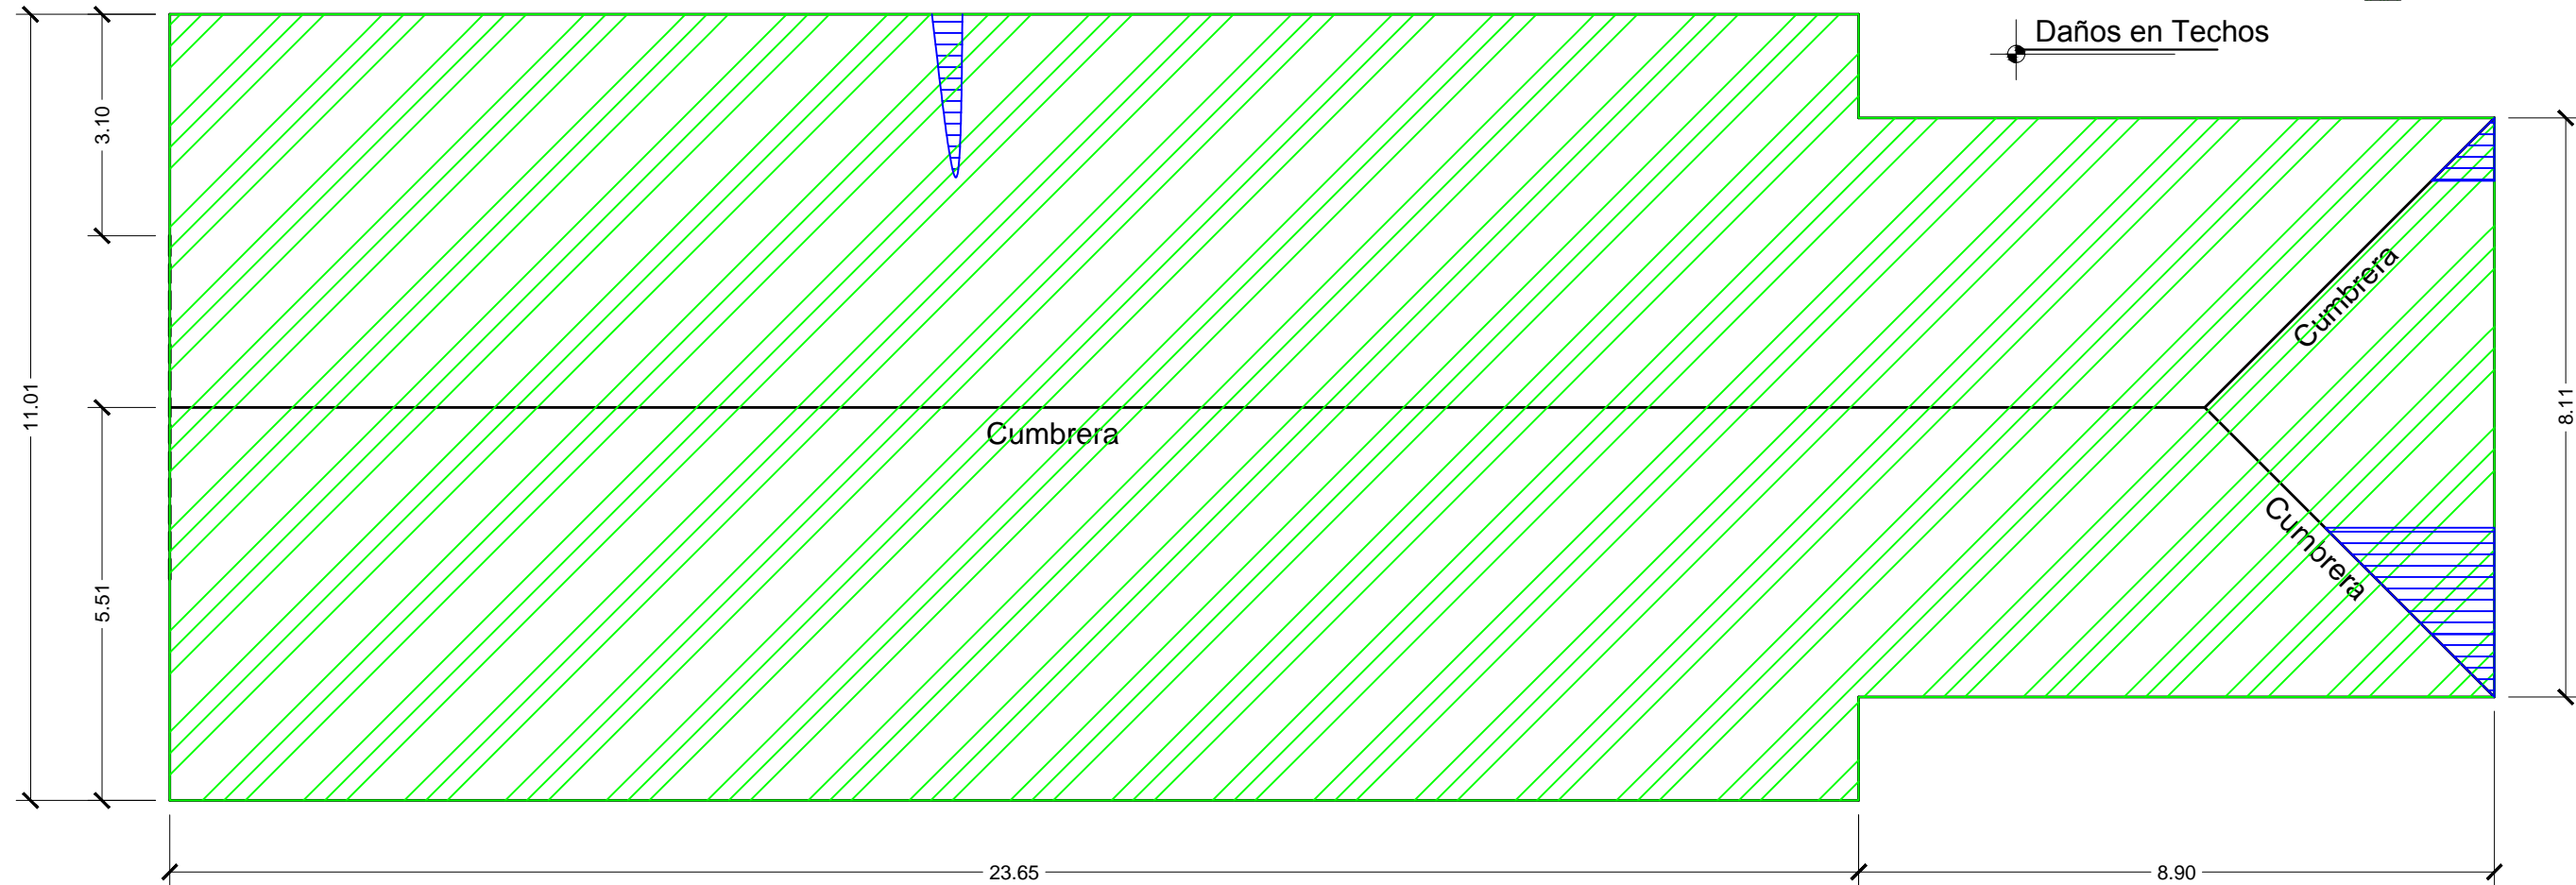 Daños en Techos
3.10
11.01
5.51
Cumbrera
Cumbrera
Cumbrera
8.11
23.65
8.90